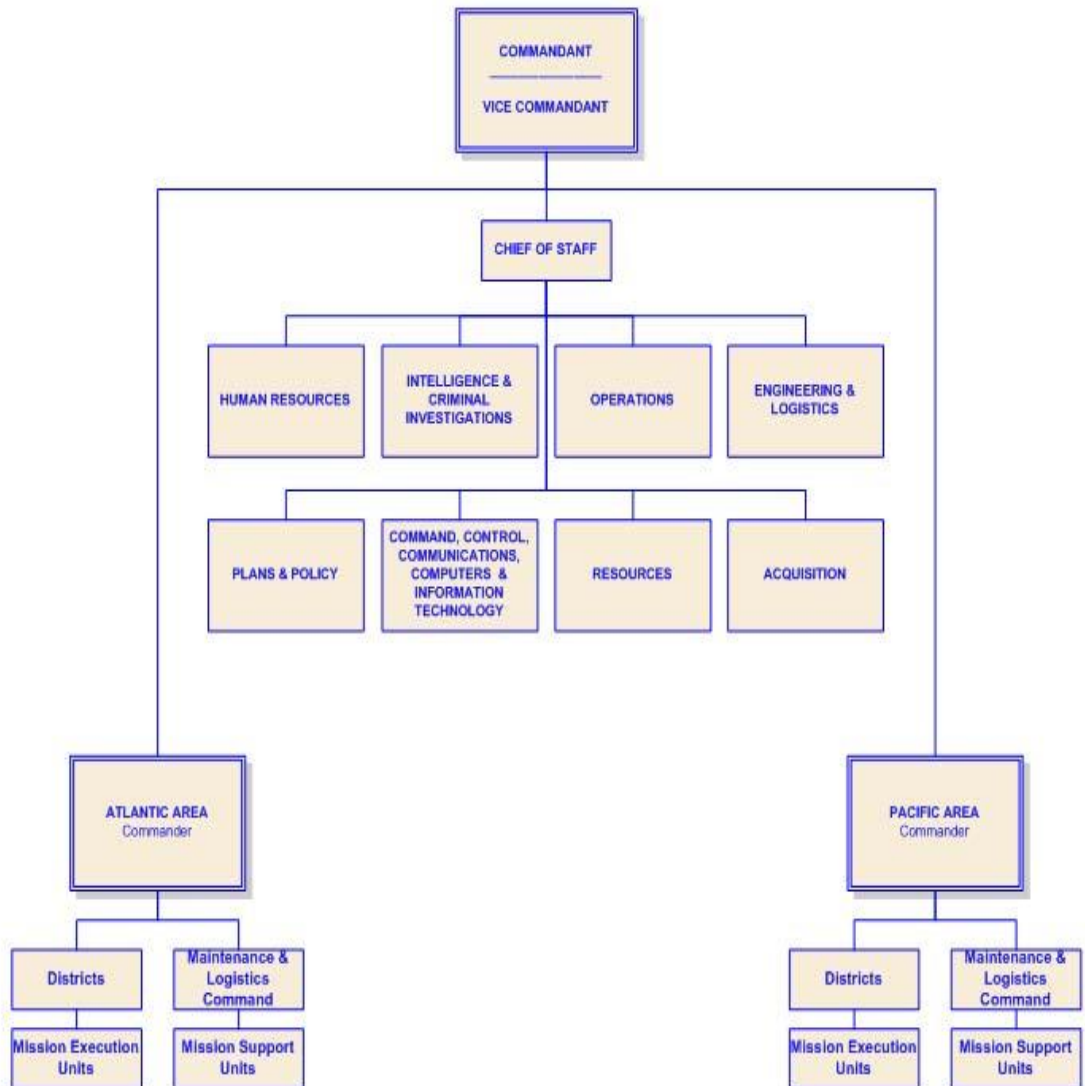 COMMANDANT
VICE COMMANDANT
CHIEF OF STAFF
HUMAN RESOURCES
INTELLIGENCE &
CRIMINAL
INVESTIGATIONS
OPERATIONS
ENGINEERING &
LOGISTICS
PLANS & POLICY
COMMAND, CONTROL,
COMMUNICATIONS,
COMPUTERS &
INFORMATION
TECHNOLOGY
RESOURCES
ACQUISITION
ATLANTIC AREA
Commander
PACIFIC AREA
Commander
Districts
Maintenance &
Logistics
Command
Districts
Maintenance &
Logistics
Command
Mission Execution
Units
Mission Support
Units
Mission Execution
Units
Mission Support
Units